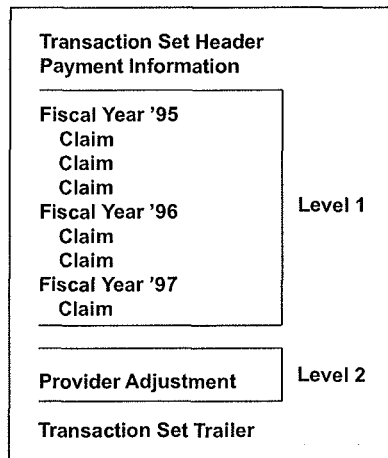 Transaction Set Header
Payment Information
Fiscal Year '95
Claim
Claim
Claim
Fiscal Year '96
Claim
Claim
Fiscal Year '97
Claim
Level 1
Provider Adjustment
Level 2
Transaction Set Trailer